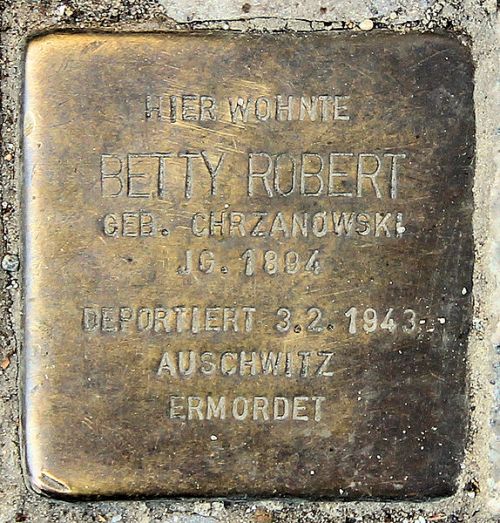 HIER WOHNTE
BETTY ROBERT
GEB. CHRZANOWSKI
JG. 1894
DEPORTIERT 3.2. 1943
AUSCHWITZ
ERMORDET